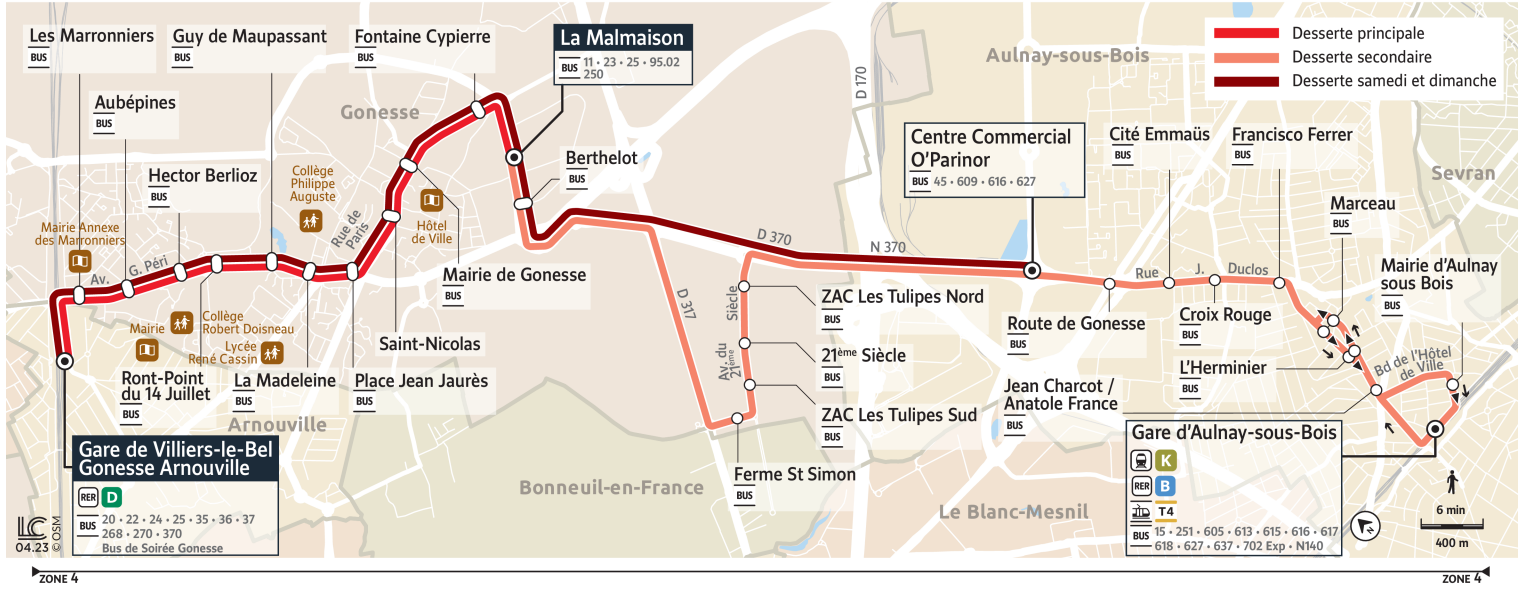 Les Marronniers
BUS
Guy de Maupassant
BUS
Fontaine Cypierre
BUS
La Malmaison
BUS 11 • 23 • 25 • 95.02
250
Desserte principale
Desserte secondaire
Desserte samedi et dimanche
Aulnay-sous-Bois
D 170
Aubépines
BUS
Gonesse
Centre Commercial
O'Parinor
BUS 45 • 609 • 616 • 627
Cité Emmaüs
BUS
Francisco Ferrer
BUS
Berthelot
BUS
Hector Berlioz
BUS
Collège
Philippe
Auguste
Sevran
Marceau
BUS
Mairie Annexe
des Marronniers
Rue de
Paris
Hôtel
de Ville
Av. G. Péri
D 370
N 370
Mairie de Gonesse
BUS
Rue J. Duclos
Mairie d'Aulnay
sous Bois
BUS
D 317
Siècle
Av. du
21ème
ZAC Les Tulipes Nord
BUS
21ème Siècle
BUS
ZAC Les Tulipes Sud
BUS
Route de Gonesse
BUS
Croix Rouge
BUS
L'Herminier
BUS
Bd de l'Hôtel
de Ville
Mairie
Collège
Robert Doisneau
Lycée
René Cassin
Saint-Nicolas
Ront-Point
du 14 Juillet
BUS
La Madeleine
BUS
Place Jean Jaurès
BUS
Jean Charcot /
Anatole France
BUS
Arnouville
Gare de Villiers-le-Bel
Gonesse Arnouville
RER D
BUS 20 • 22 • 24 • 25 • 35 • 36 • 37
268 • 270 • 370
Bus de Soirée Gonesse
Ferme St Simon
BUS
Bonneuil-en-France
Le Blanc-Mesnil
Gare d'Aulnay-sous-Bois
K
RER B
T4
BUS 15 • 251 • 605 • 613 • 615 • 616 • 617
618 • 627 • 637 • 702 Exp • N140
N
6 min
400 m
LC
04.23 © OSM
ZONE 4
ZONE 4